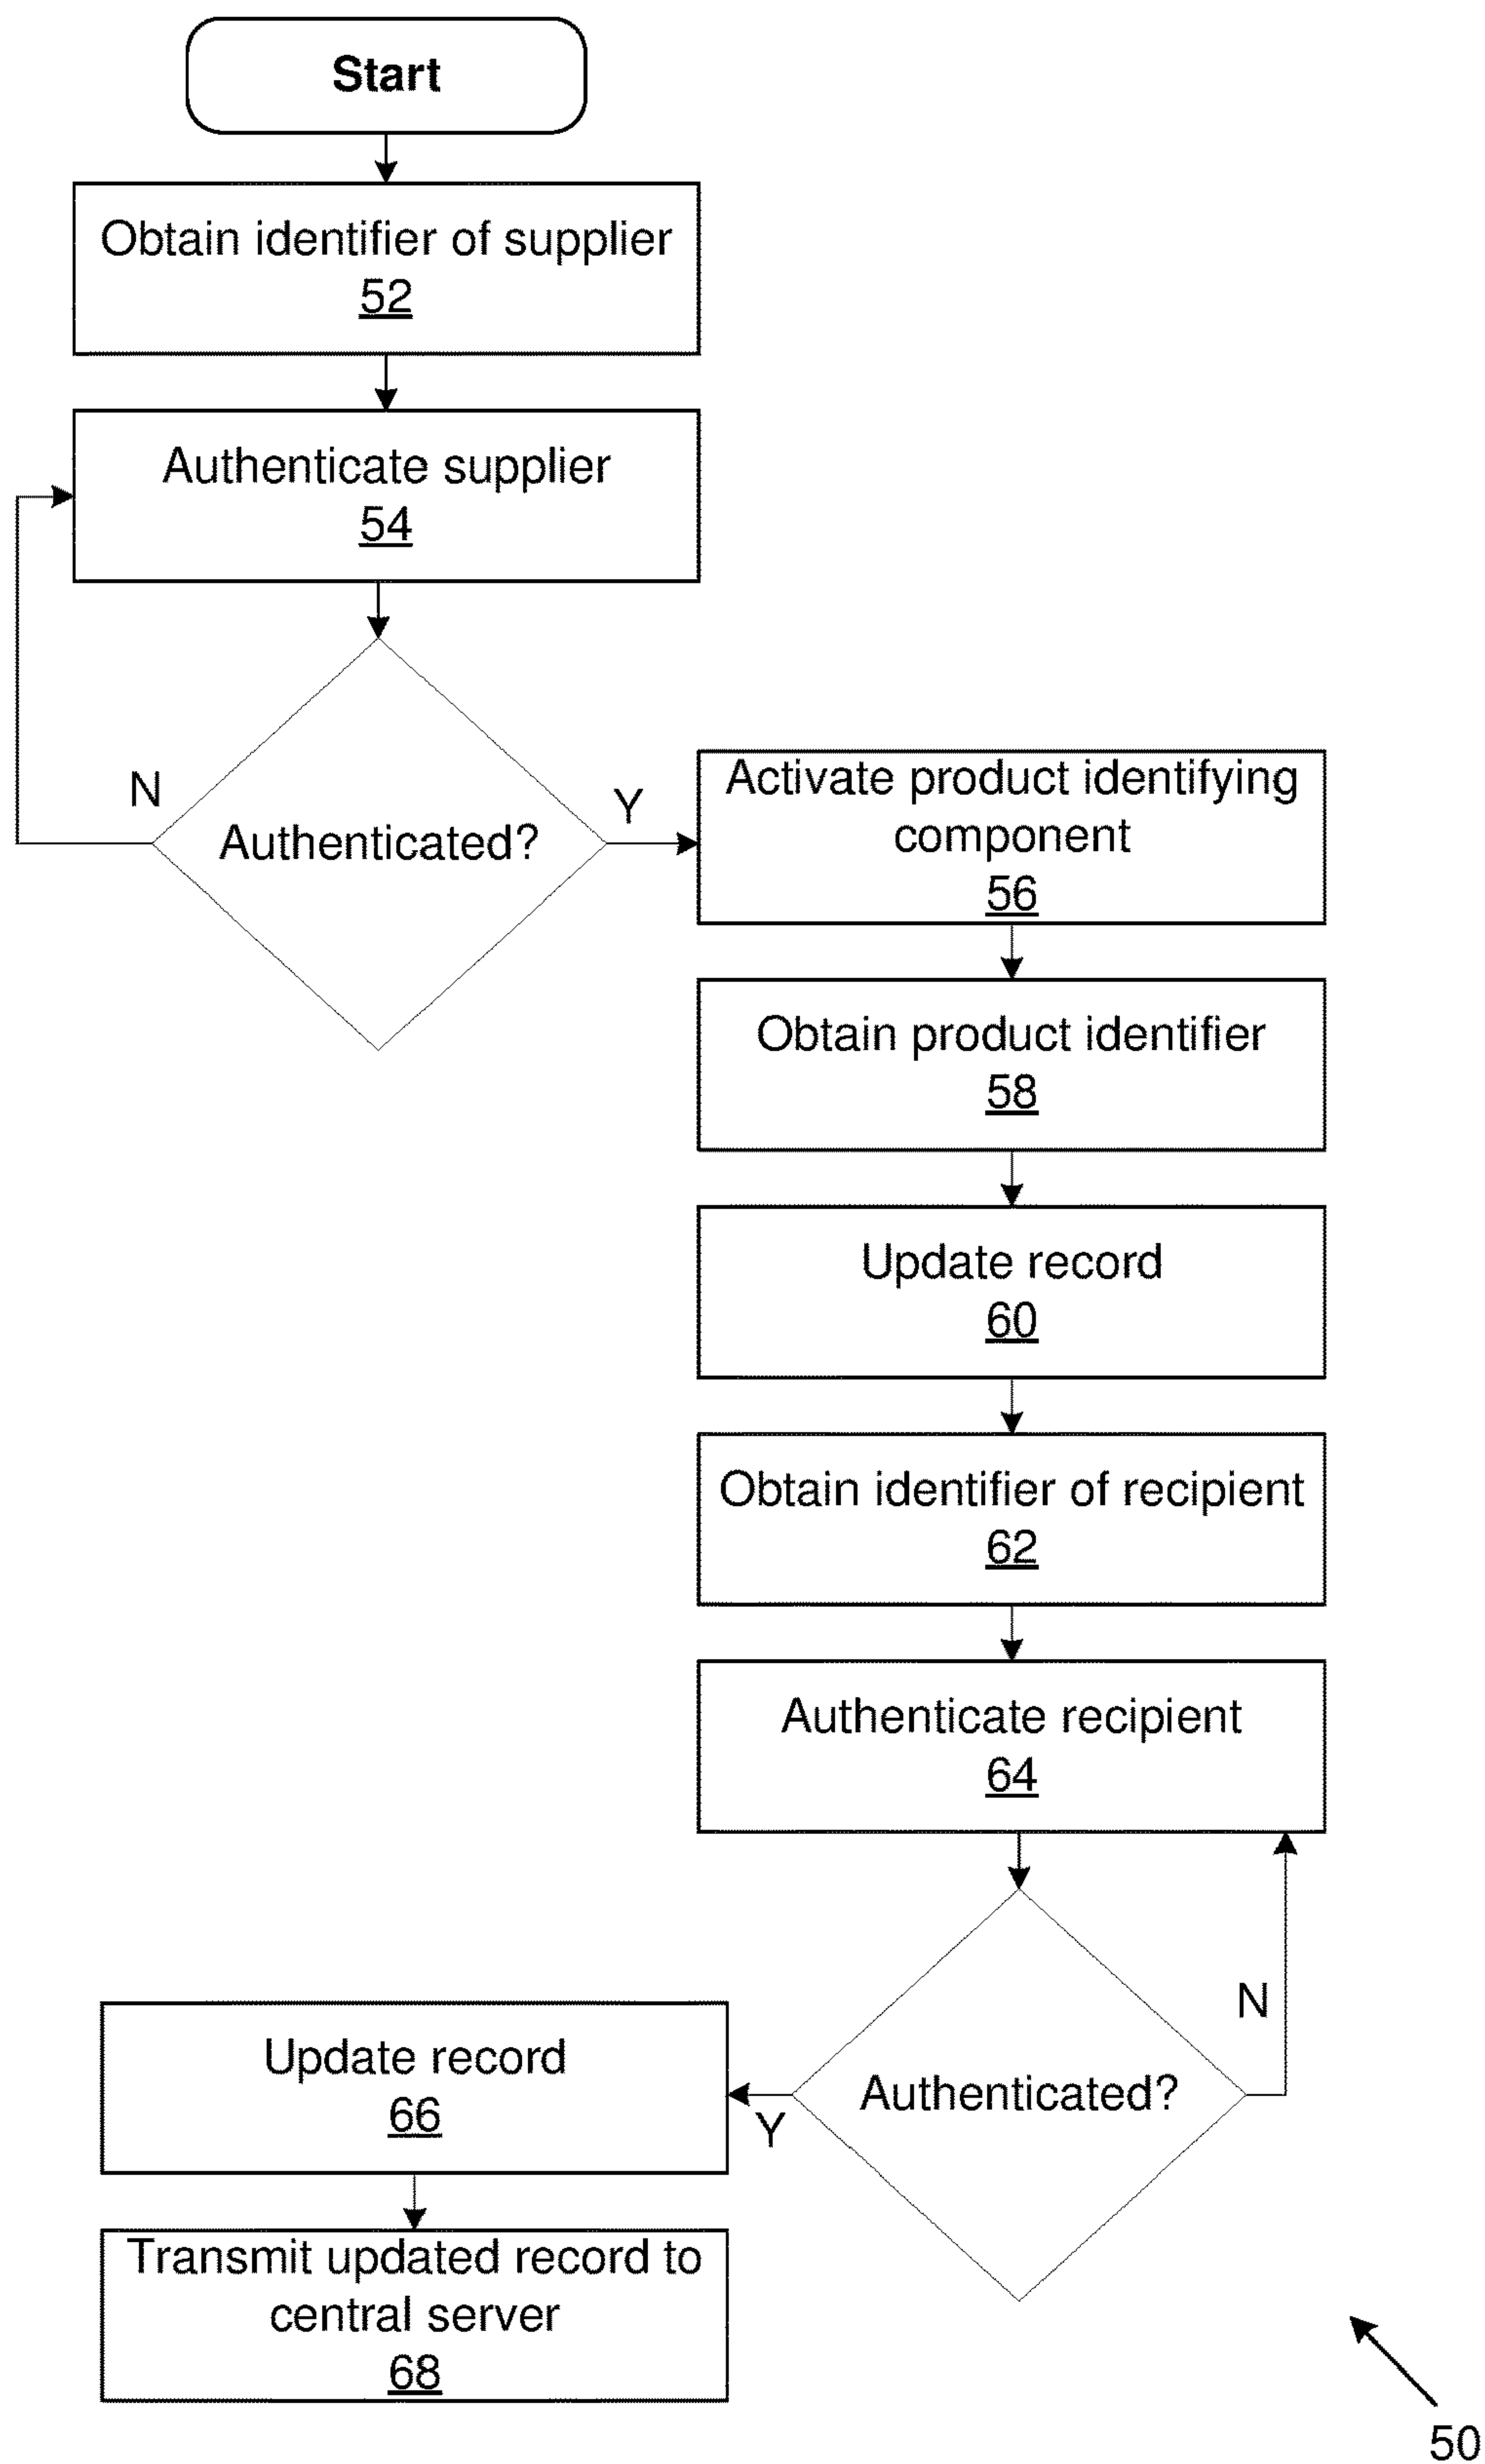 Start
Obtain identifier of supplier
52
Authenticate supplier
54
N
Authenticated?
Y
Activate product identifying
component
56
Obtain product identifier
58
Update record
60
Obtain identifier of recipient
62
Authenticate recipient
64
N
Authenticated?
Y
Update record
66
Transmit updated record to
central server
68
50